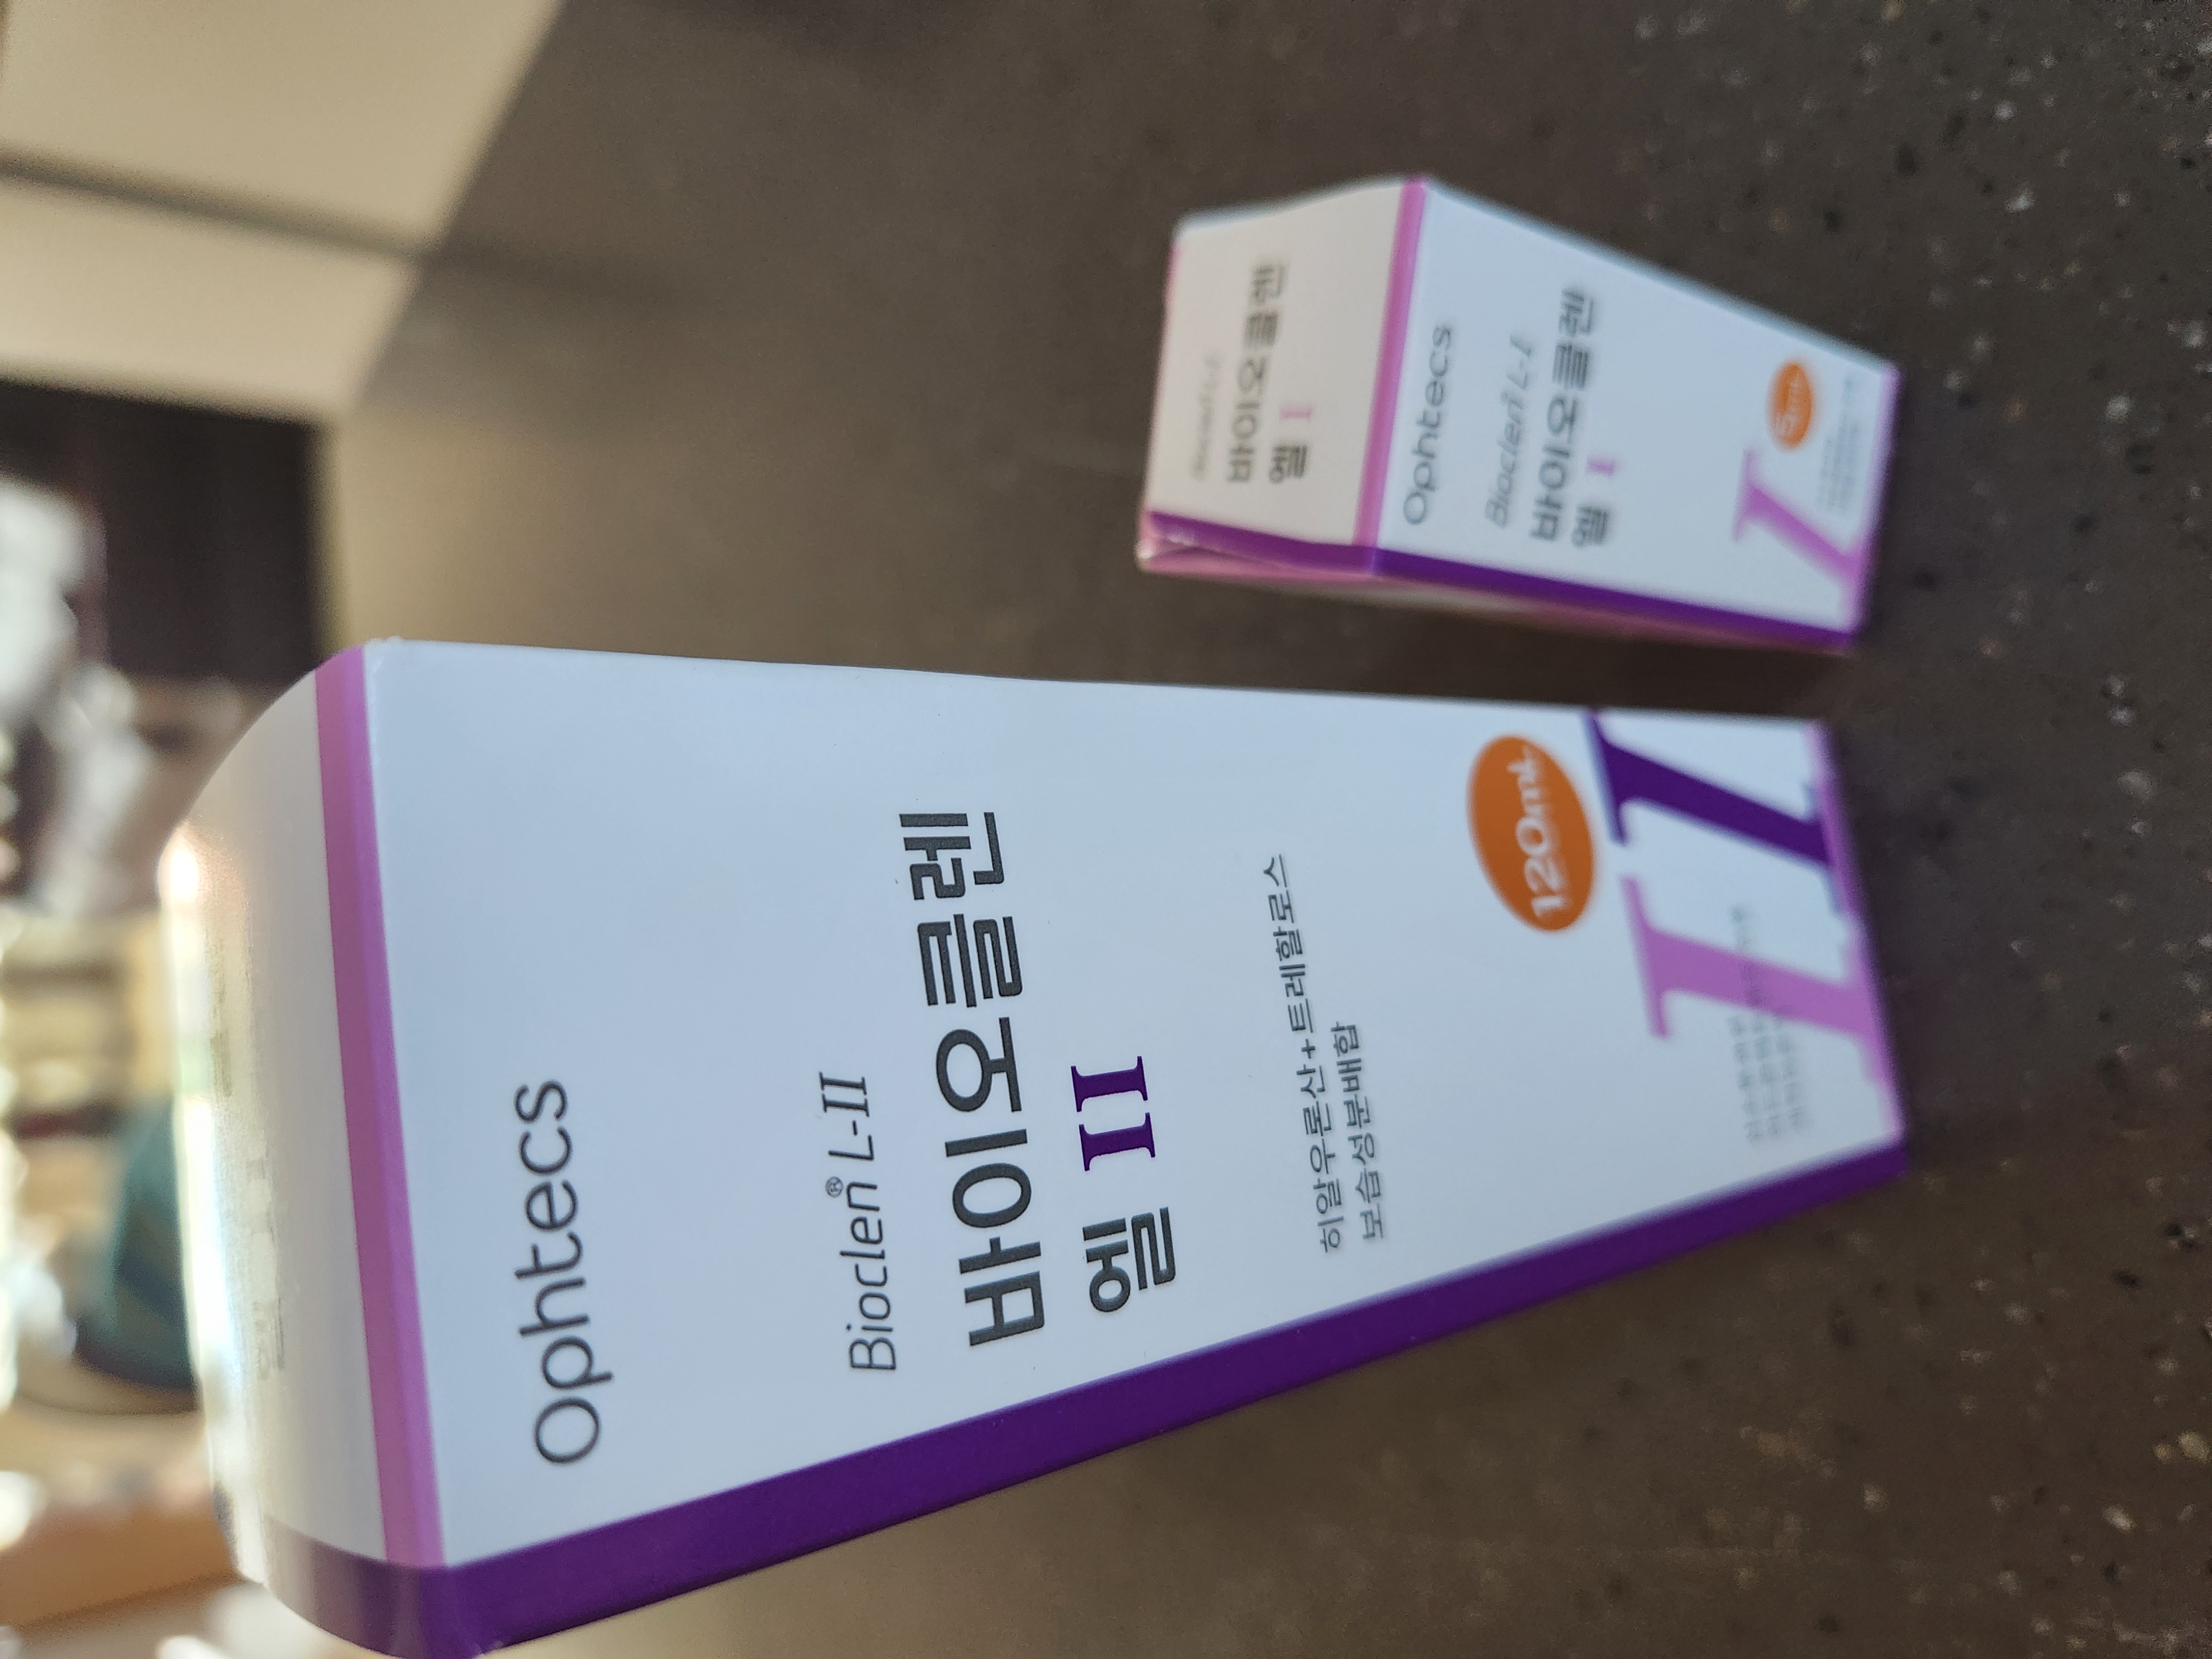 Ophtecs
Bioclen® L-II
바이오클렌
엘 II
히알우론산+트레할로스
보습성분배합
120mL
II
바이오클렌
엘 I
Ophtecs
Bioclen L-I
바이오클렌
엘 I
5mL
I